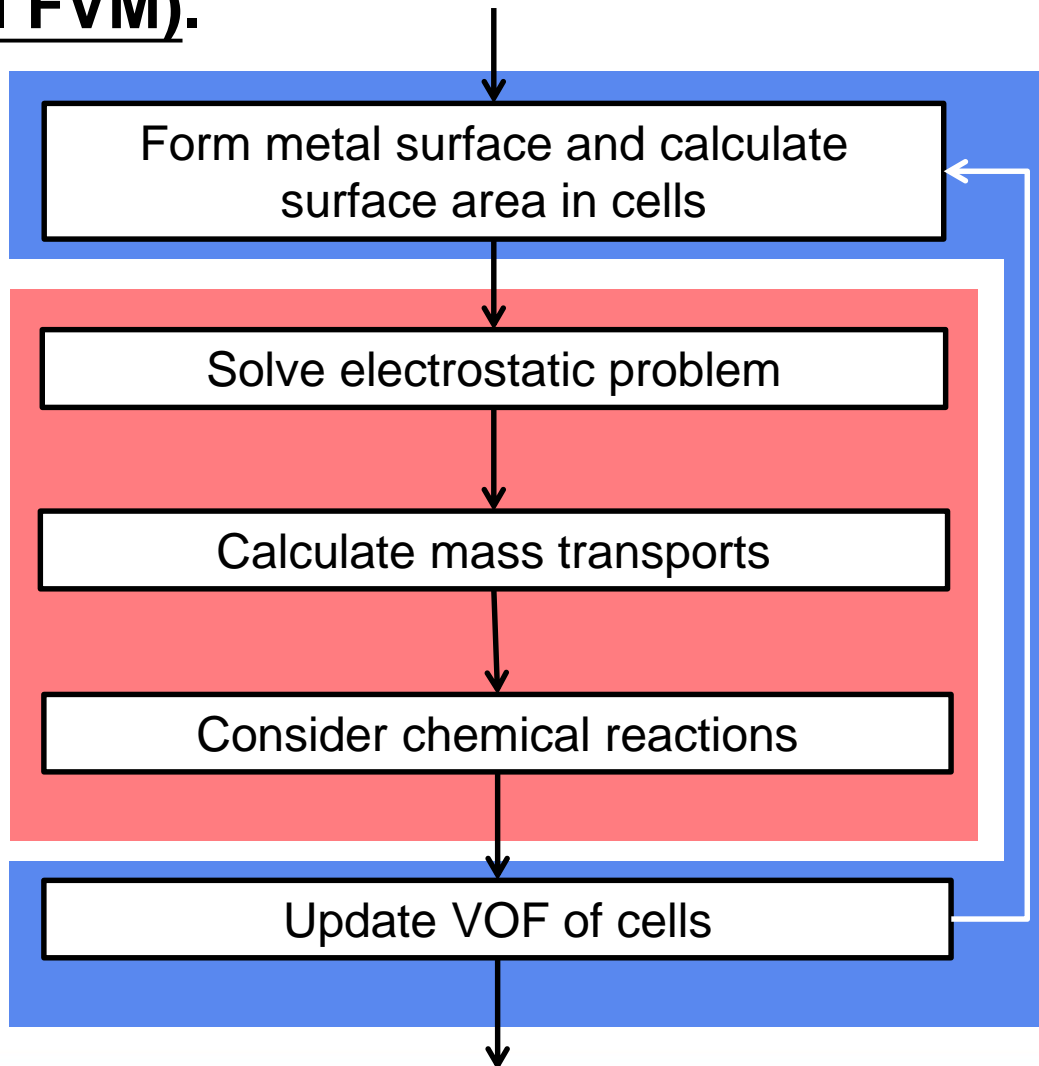 FVM).
Form metal surface and calculate
surface area in cells
Solve electrostatic problem
Calculate mass transports
Consider chemical reactions
Update VOF of cells